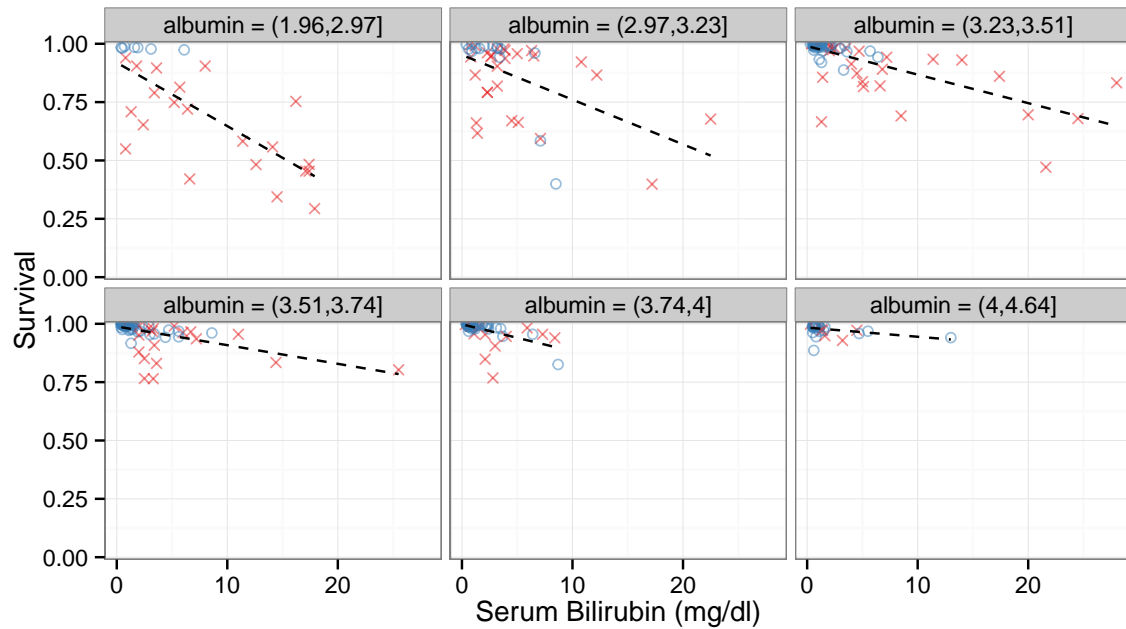 albumin = (1.96,2.97]
albumin = (2.97,3.23]
albumin = (3.23,3.51]
1.00
0.75
0.50
0.25
0.00
Survival
albumin = (3.51,3.74]
albumin = (3.74,4]
albumin = (4,4.64]
1.00
0.75
0.50
0.25
0.00
0 10 20
0 10 20
0 10 20
Serum Bilirubin (mg/dl)